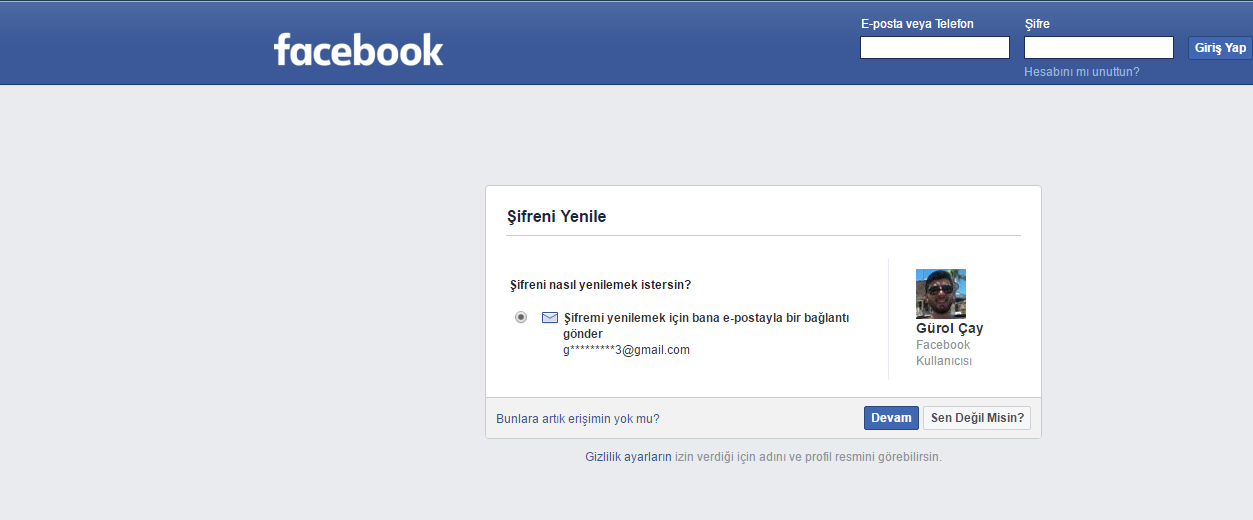 facebook
E-posta veya Telefon
Şifre
Giriş Yap
Hesabını mı unuttun?
Şifreni Yenile
Şifreni nasıl yenilemek istersin?
Şifremi yenilemek için bana e-postayla bir bağlantı
gönder
g*********3@gmail.com
Gürol Çay
Facebook
Kullanıcısı
Bunlara artık erişimin yok mu?
Devam
Sen Değil Misin?
Gizlilik ayarların izin verdiği için adını ve profil resmini görebilirsin.